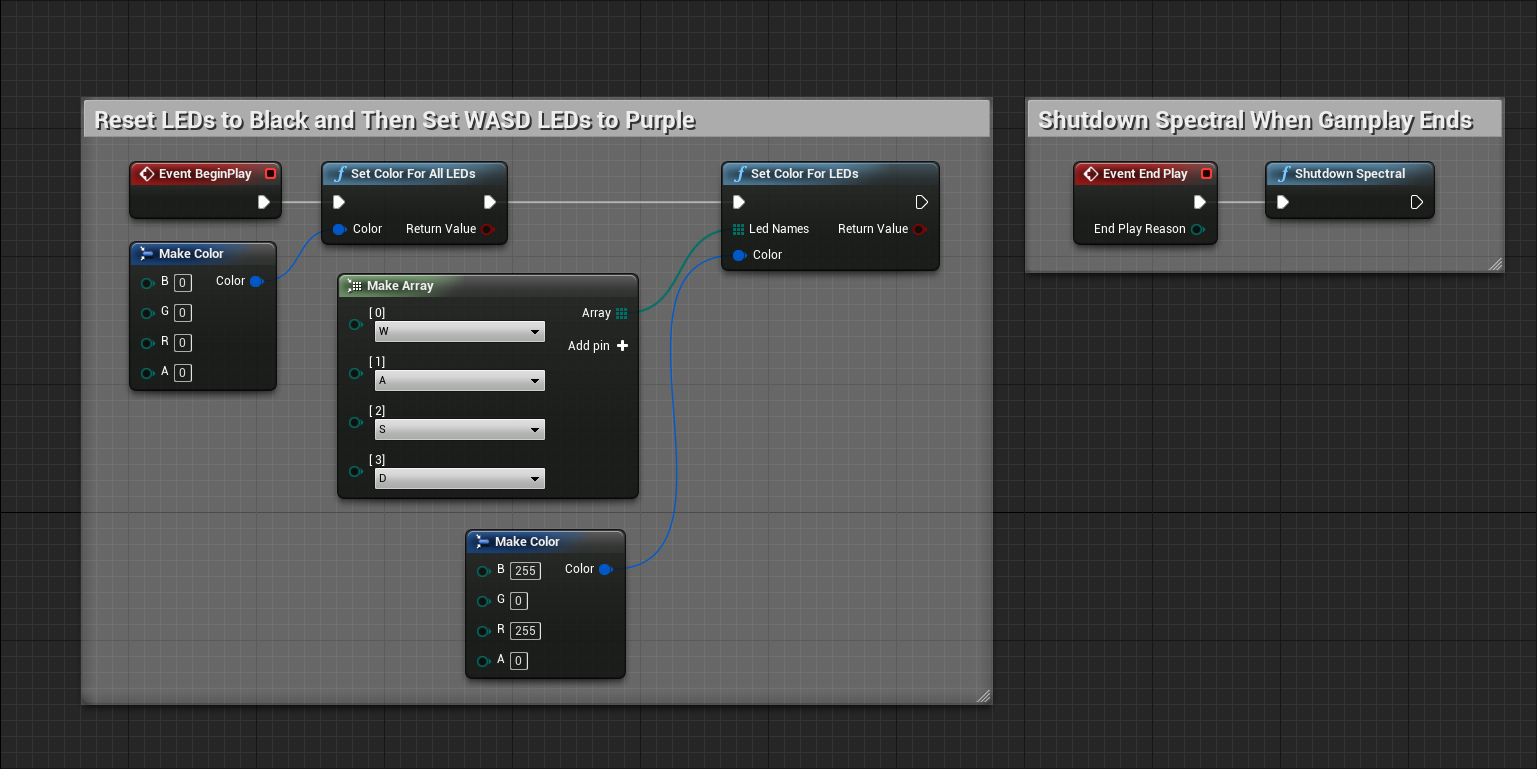 Reset LEDs to Black and Then Set WASD LEDs to Purple
Event BeginPlay
Set Color For All LEDs
Color
Return Value
Set Color For LEDs
Led Names
Return Value
Color
Make Color
B 0
Color
G 0
R 0
A 0
Make Array
[0]
W
Array
Add pin
[1]
A
[2]
S
[3]
D
Make Color
B 255
Color
G 0
R 255
A 0
Shutdown Spectral When Gamplay Ends
Event End Play
End Play Reason
Shutdown Spectral